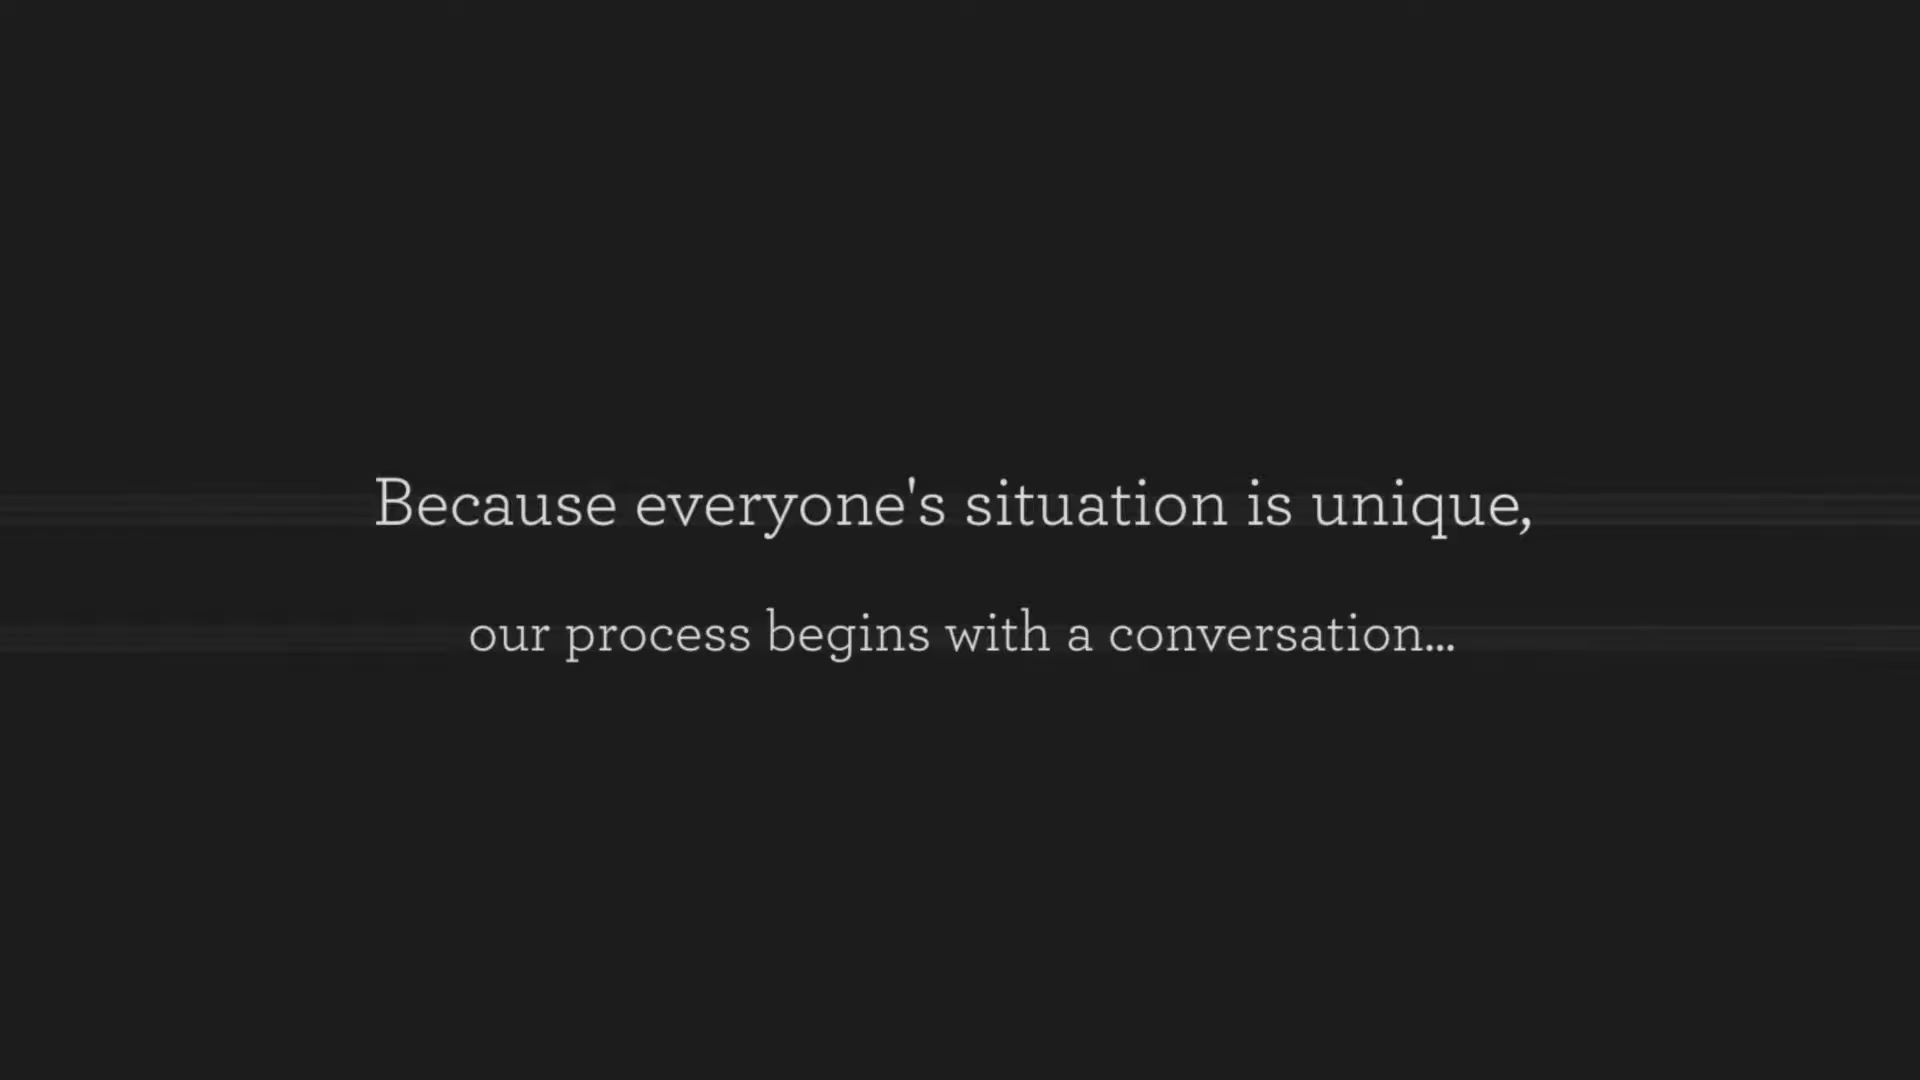 Because everyone's situation is unique,
our process begins with a conversation...